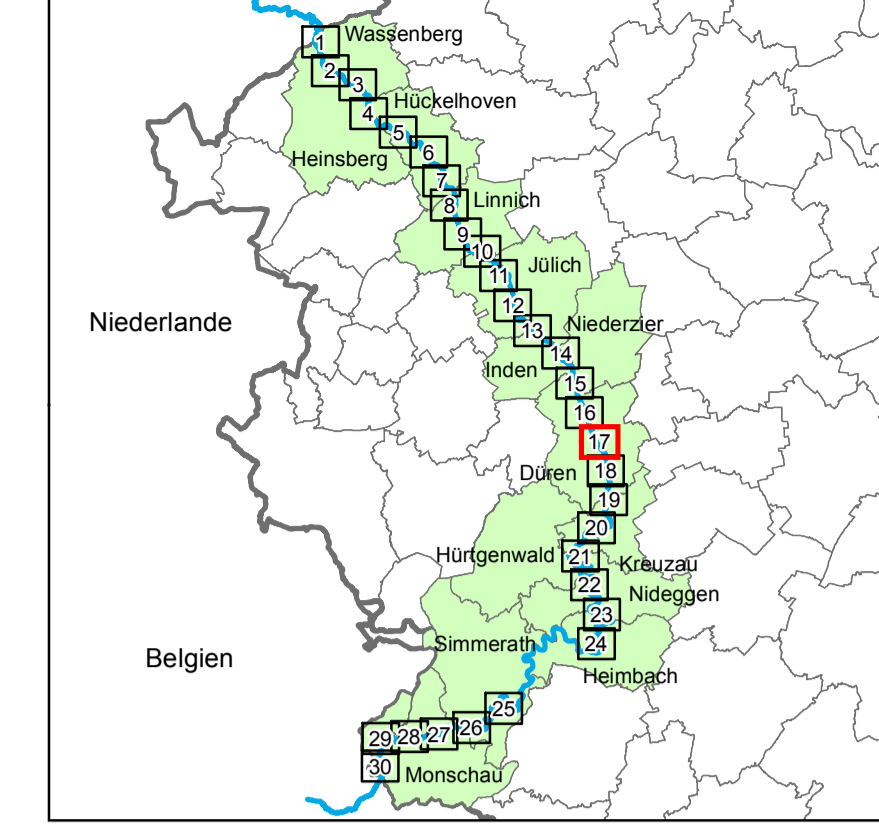 1
Wassenberg
2
3
Hückelhoven
4
5
Heinsberg
6
7
Linnich
8
9
10
Jülich
11
12
Niederlande
13
Niederzier
14
Inden
15
16
17
Düren
18
19
20
Hürtgenwald
21
Kreuzau
22
Nideggen
23
Simmerath
24
Belgien
Heimbach
25
26
27
28
29
30
Monschau